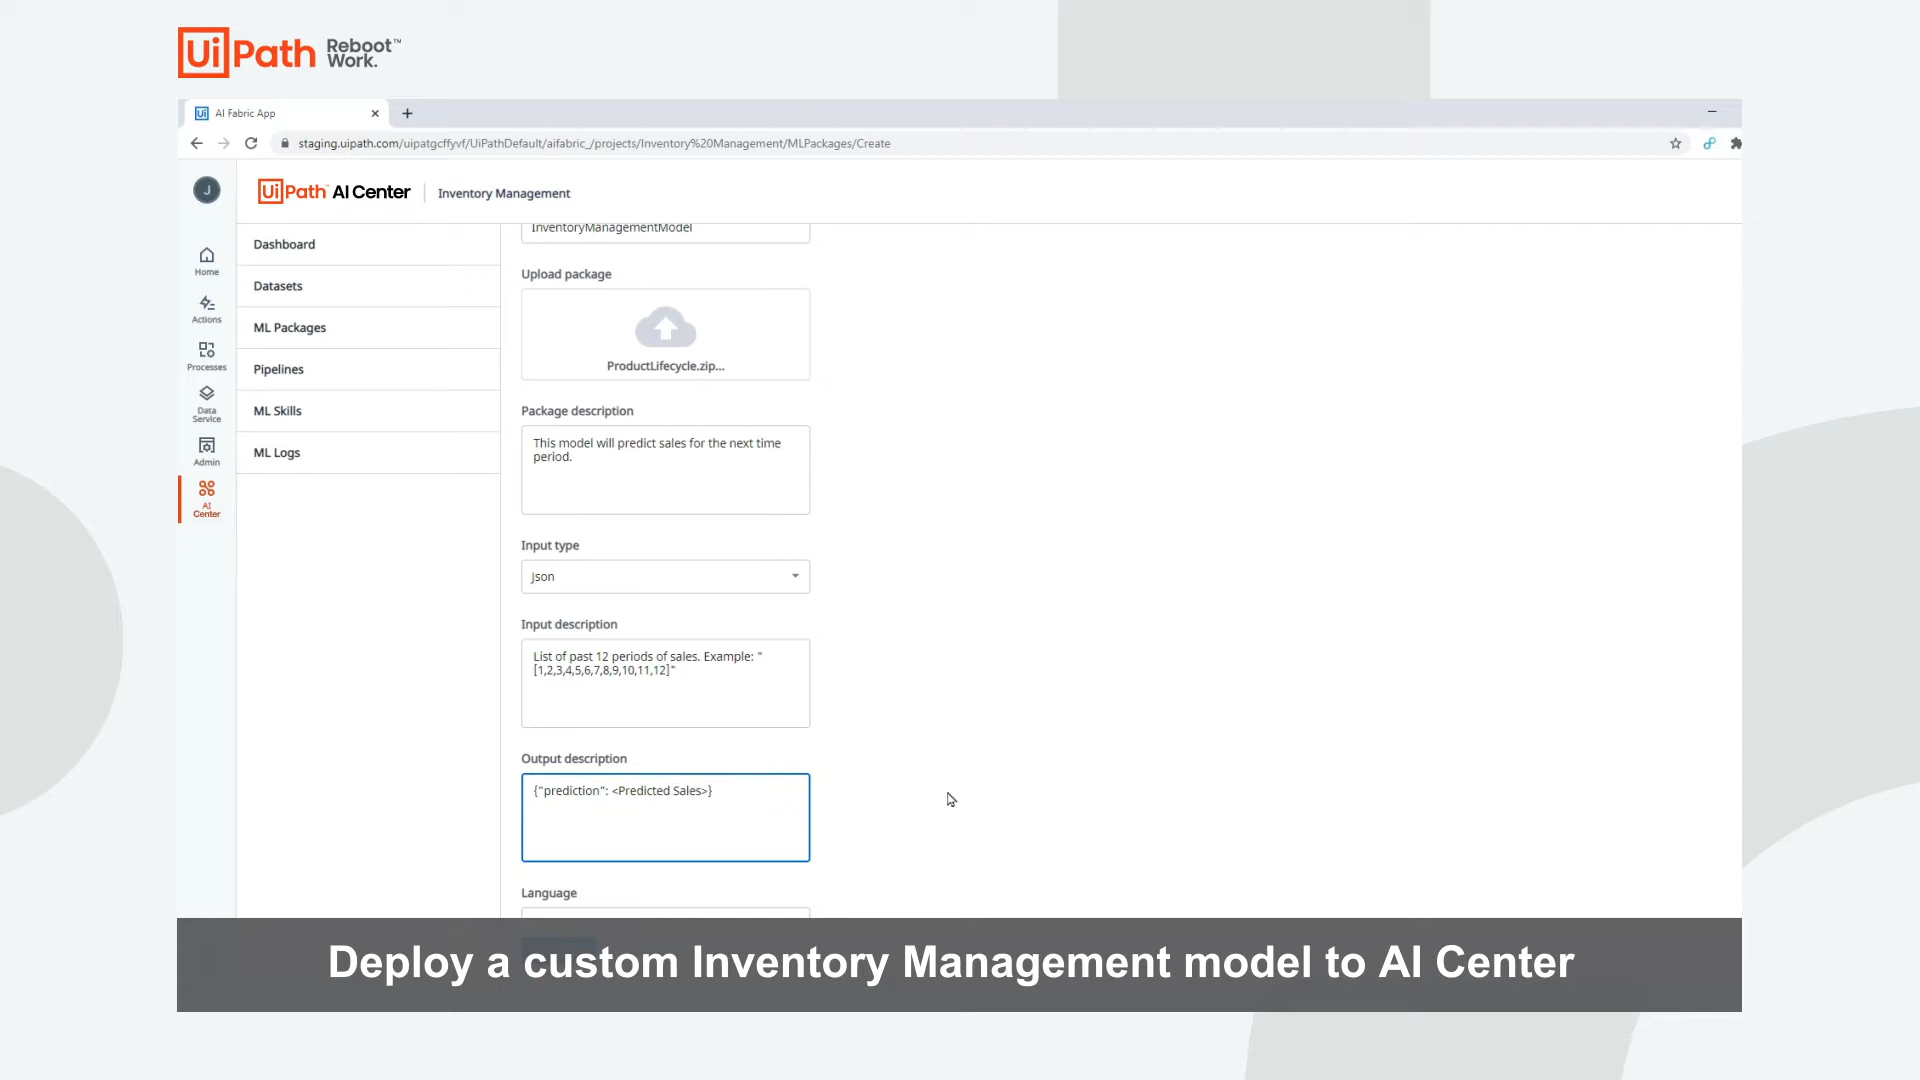 UiPath Reboot Work.™
AI Fabric App
staging.uipath.com/uipatgcffyvf/UiPathDefault/aifabric_/projects/Inventory%20Management/MLPackages/Create
J
UiPath AI Center
Inventory Management
Home
Actions
Processes
Data Service
Admin
AI Center
Dashboard
Datasets
ML Packages
Pipelines
ML Skills
ML Logs
InventoryManagementModel
Upload package
ProductLifecycle.zip...
Package description
This model will predict sales for the next time
period.
Input type
Json
Input description
List of past 12 periods of sales. Example: "
[1,2,3,4,5,6,7,8,9,10,11,12]"
Output description
{"prediction": <Predicted Sales>}
Language
Deploy a custom Inventory Management model to AI Center